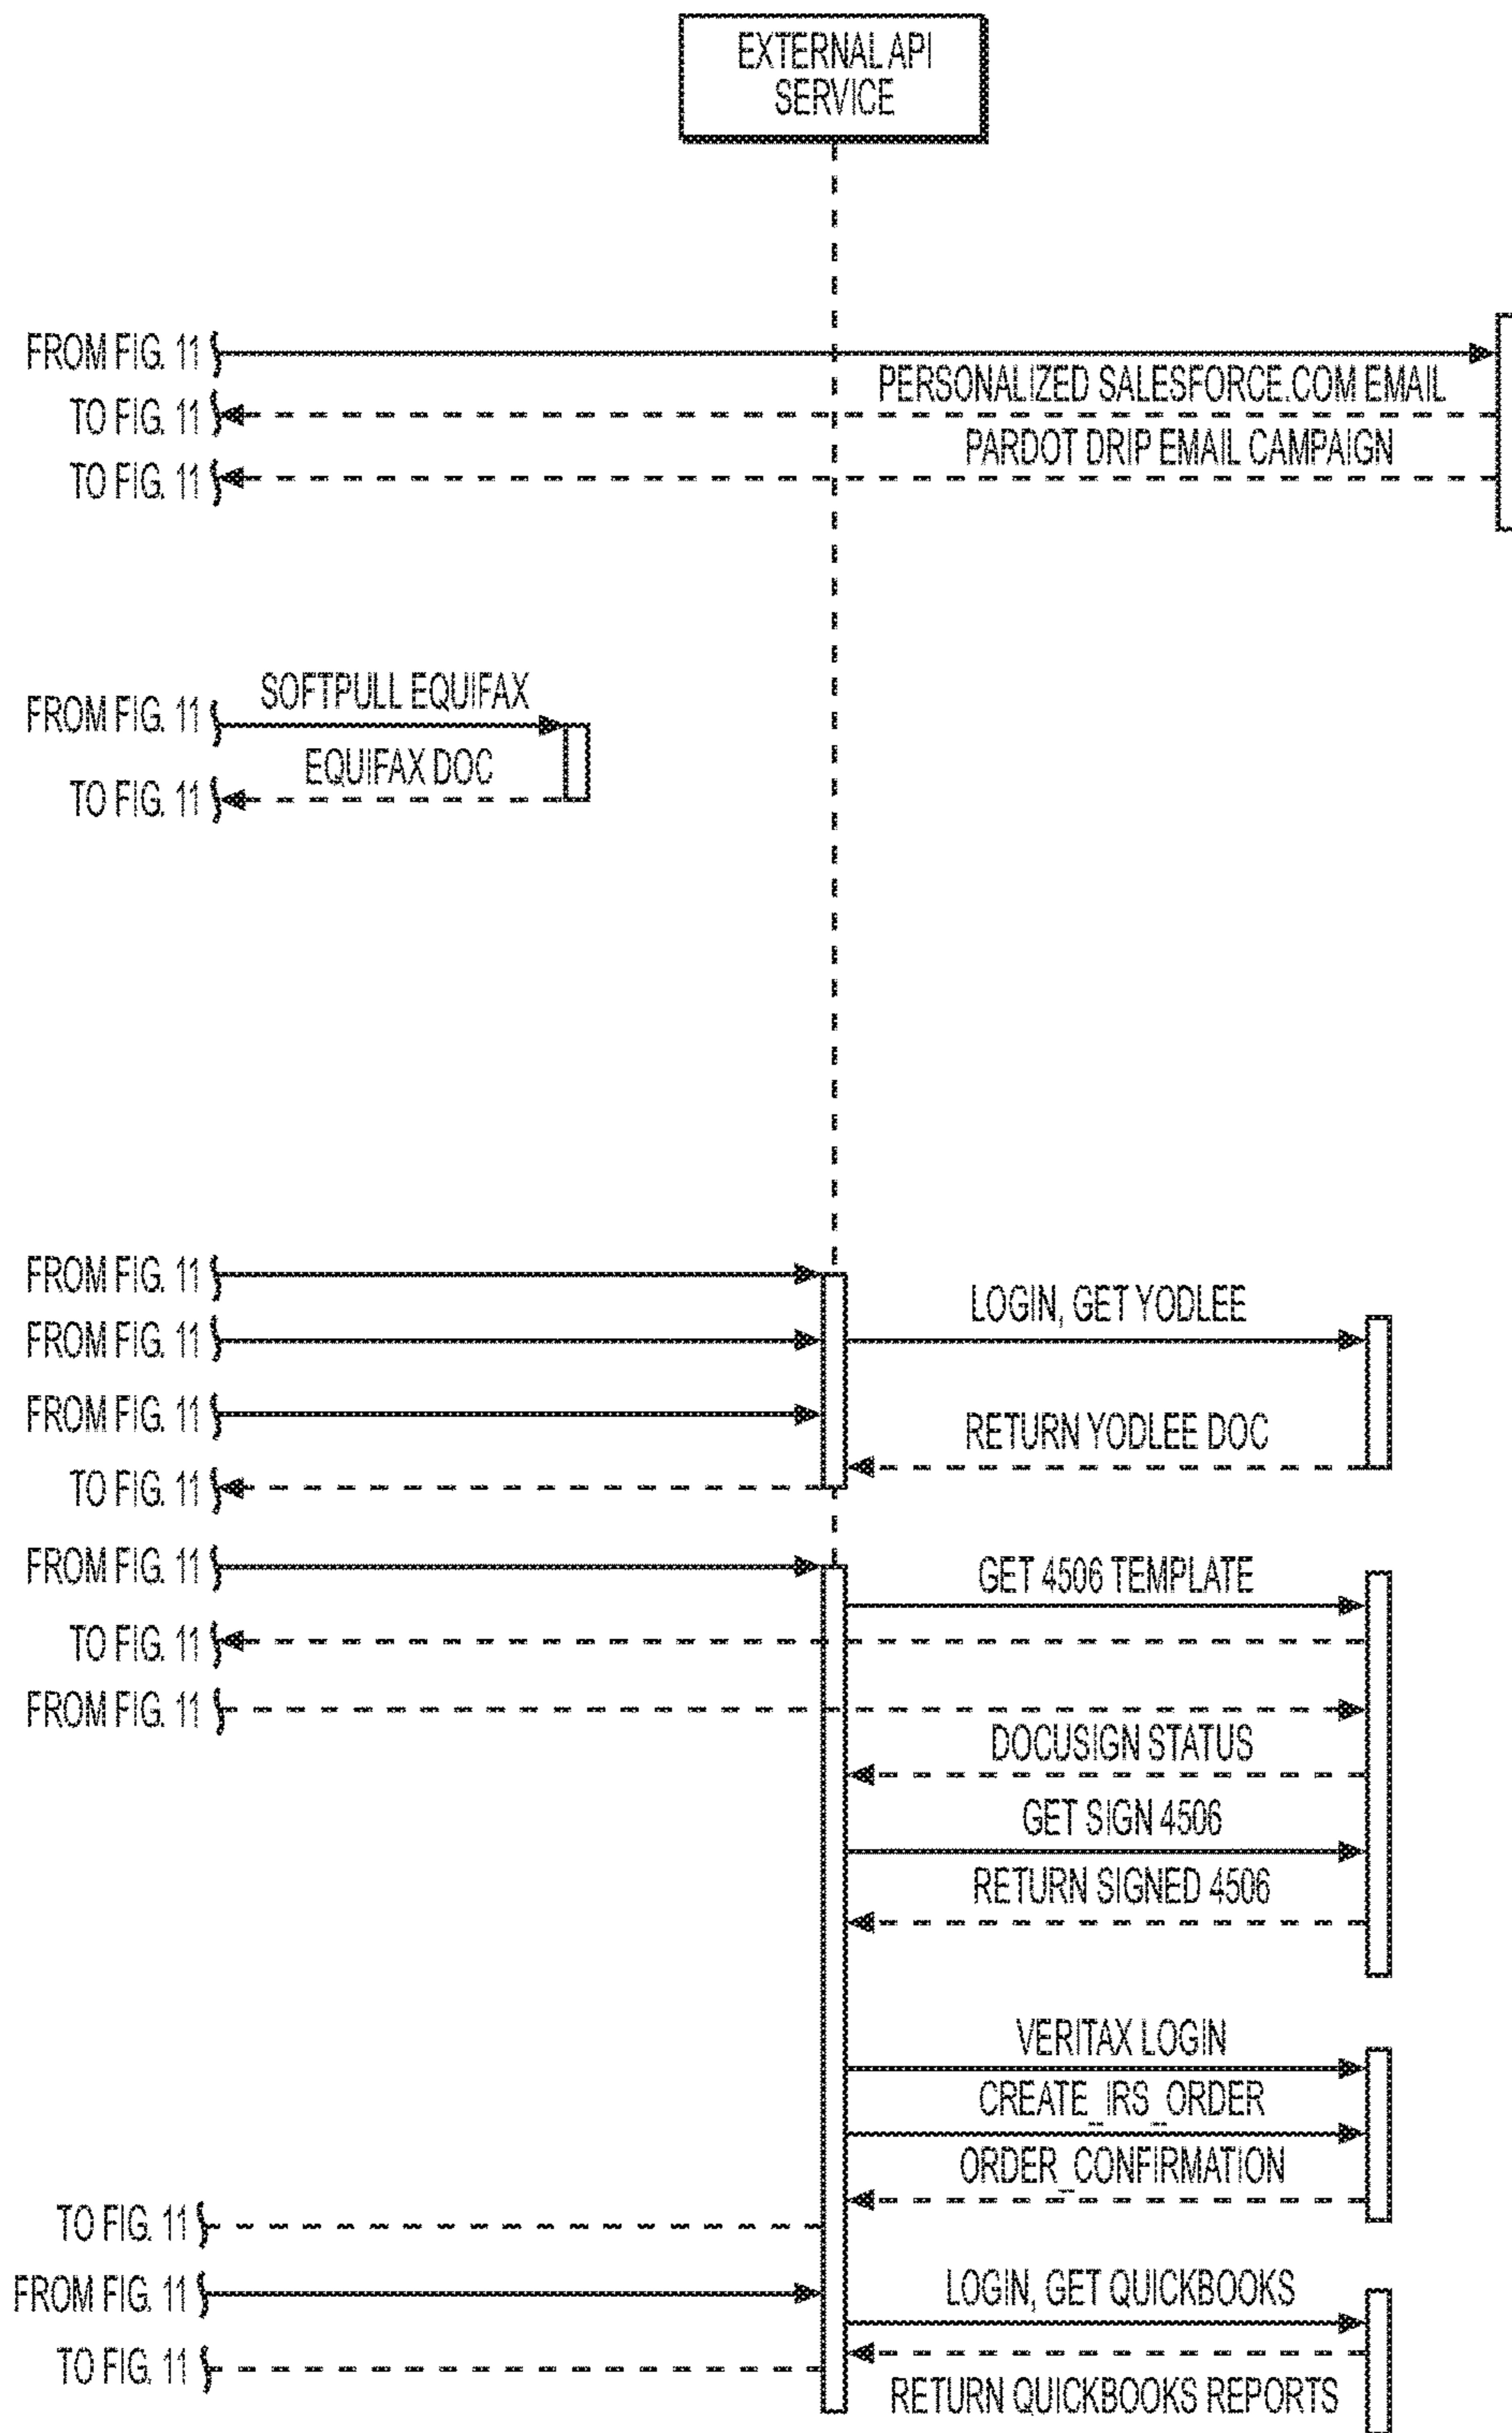 EXTERNAL API
SERVICE
FROM FIG. 11
PERSONALIZED SALESFORCE.COM EMAIL
TO FIG. 11
PARDOT DRIP EMAIL CAMPAIGN
TO FIG. 11
SOFTPULL EQUIFAX
FROM FIG. 11
EQUIFAX DOC
TO FIG. 11
FROM FIG. 11
LOGIN, GET YODLEE
FROM FIG. 11
FROM FIG. 11
RETURN YODLEE DOC
TO FIG. 11
FROM FIG. 11
GET 4506 TEMPLATE
TO FIG. 11
FROM FIG. 11
DOCUSIGN STATUS
GET SIGN 4506
RETURN SIGNED 4506
VERITAX LOGIN
CREATE_IRS_ORDER
ORDER_CONFIRMATION
TO FIG. 11
FROM FIG. 11
LOGIN, GET QUICKBOOKS
TO FIG. 11
RETURN QUICKBOOKS REPORTS